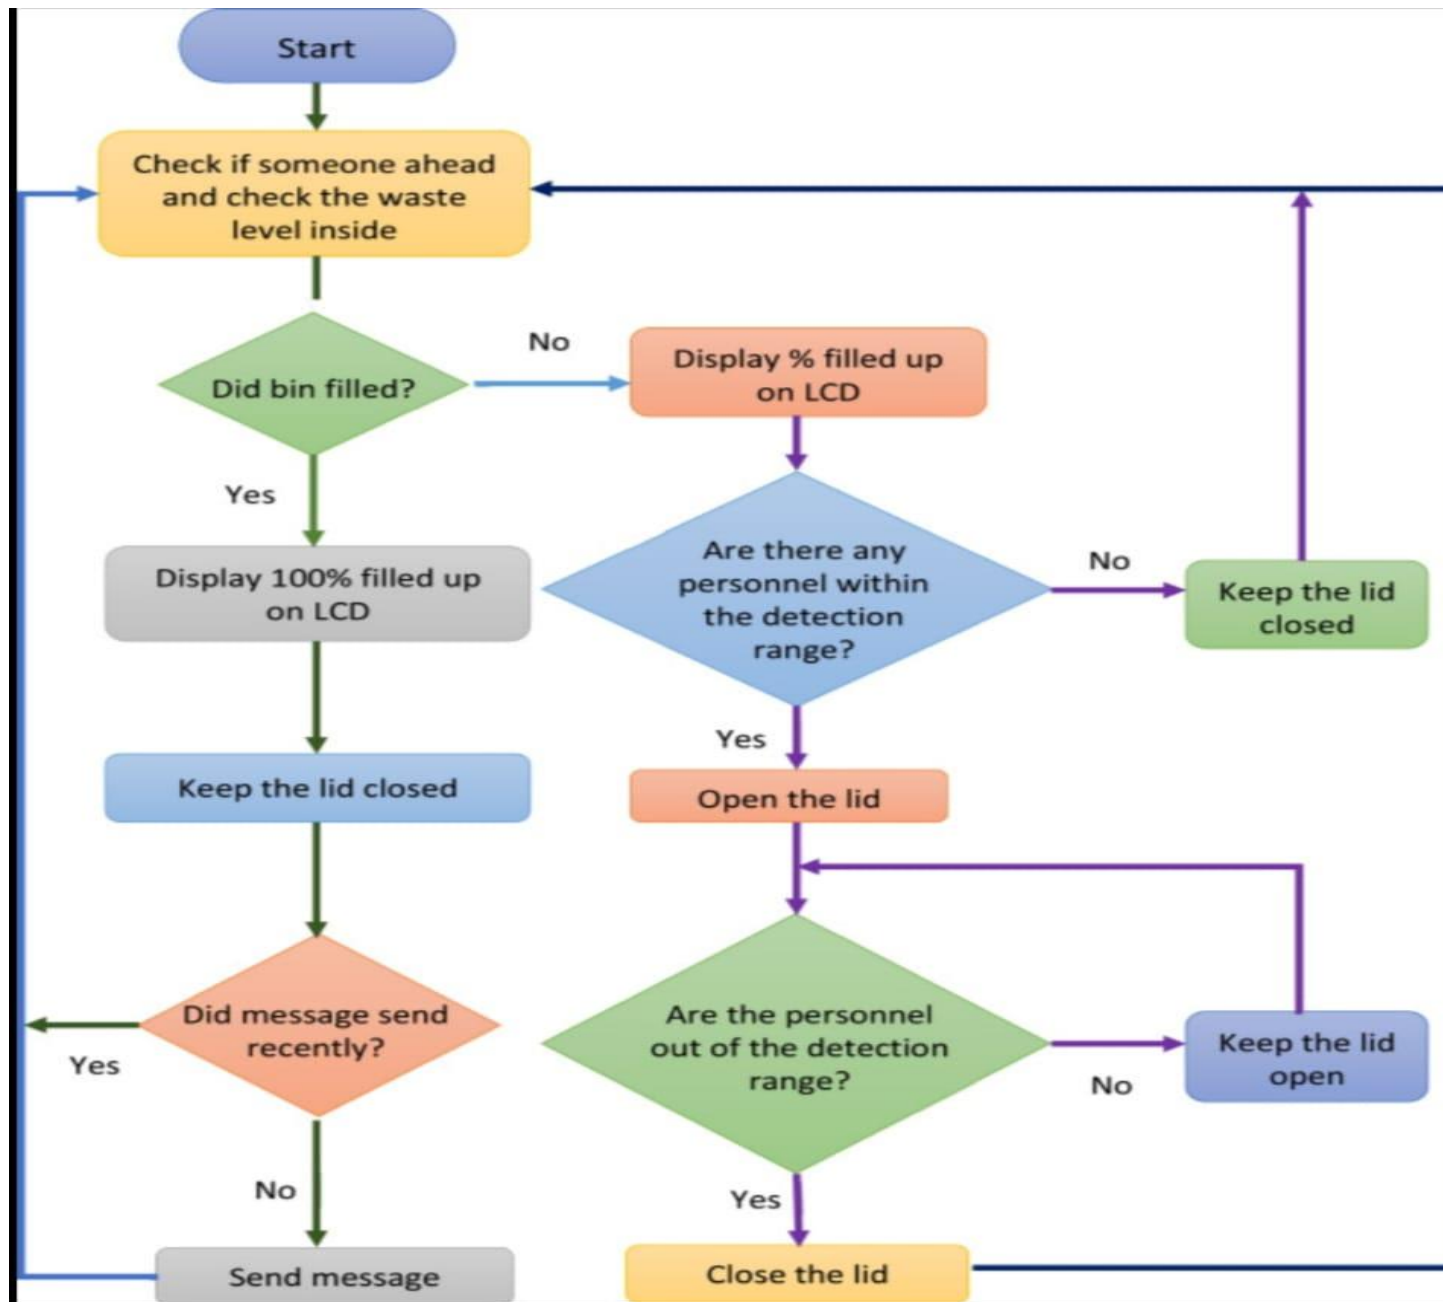 Start
Check if someone ahead
and check the waste
level inside
Did bin filled?
No
Display % filled up
on LCD
Yes
Display 100% filled up
on LCD
Are there any
personnel within
the detection
range?
No
Keep the lid
closed
Yes
Keep the lid closed
Open the lid
Did message send
recently?
Yes
Are the personnel
out of the detection
range?
No
Keep the lid
open
No
Yes
Send message
Close the lid